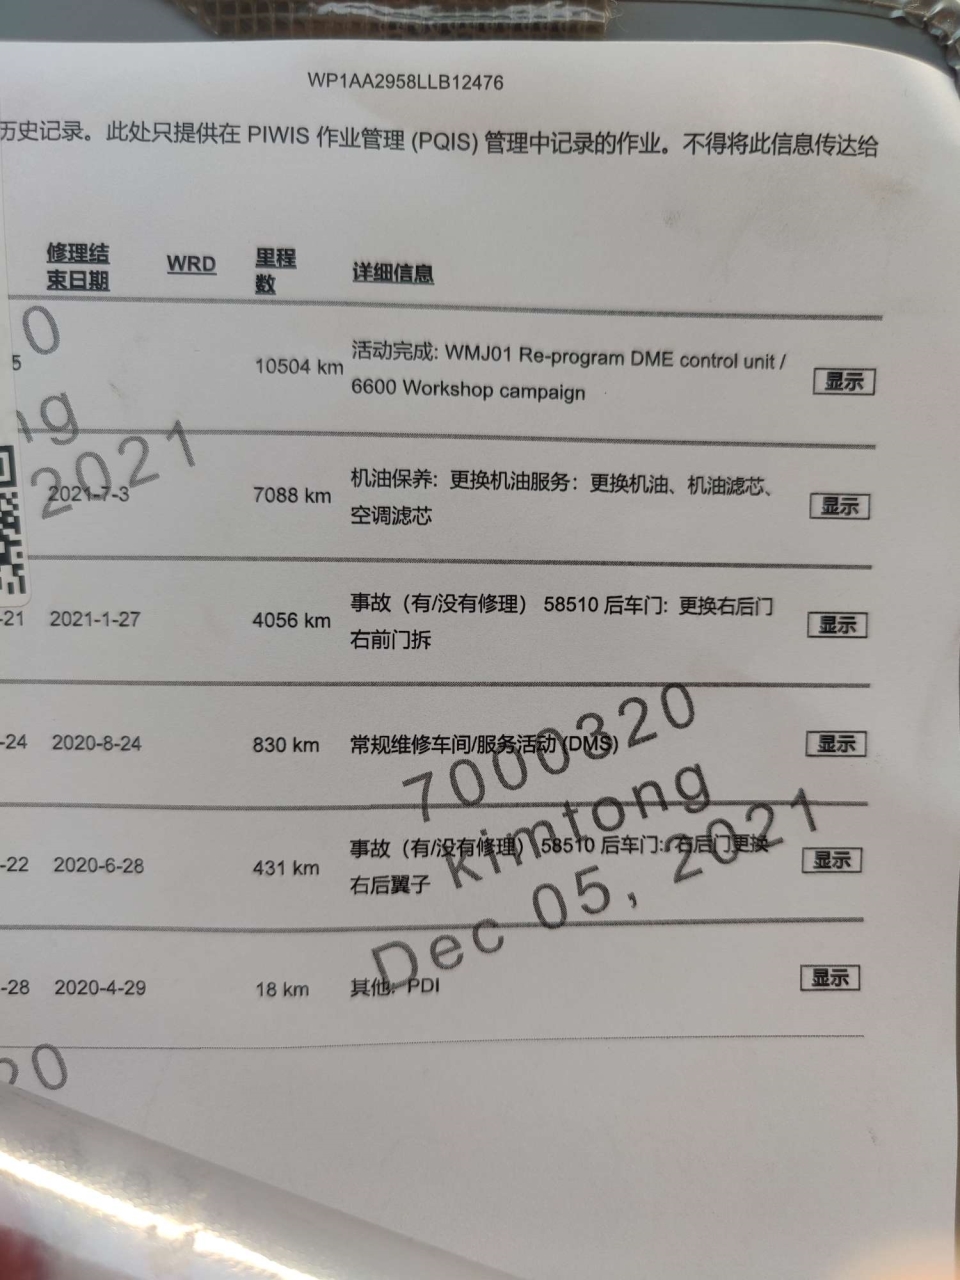 WP1AA2958LLB12476
历史记录。此处只提供在 PIWIS 作业管理 (PQIS) 管理中记录的作业。不得将此信息传达给
修理结束日期 WRD 里程数 详细信息
5 10504 km 活动完成: WMJ01 Re-program DME control unit /
6600 Workshop campaign 显示
2021-7-3 7088 km 机油保养: 更换机油服务: 更换机油、机油滤芯、
空调滤芯 显示
-21 2021-1-27 4056 km 事故（有/没有修理） 58510 后车门: 更换右后门
右前门拆 显示
-24 2020-8-24 830 km 常规维修车间/服务活动 (DMS) 显示
-22 2020-6-28 431 km 事故（有/没有修理） 58510 后车门: 右后门更换
右后翼子 显示
-28 2020-4-29 18 km 其他: PDI 显示
0
ng
2021
7000320
kimtong
Dec 05, 2021
20